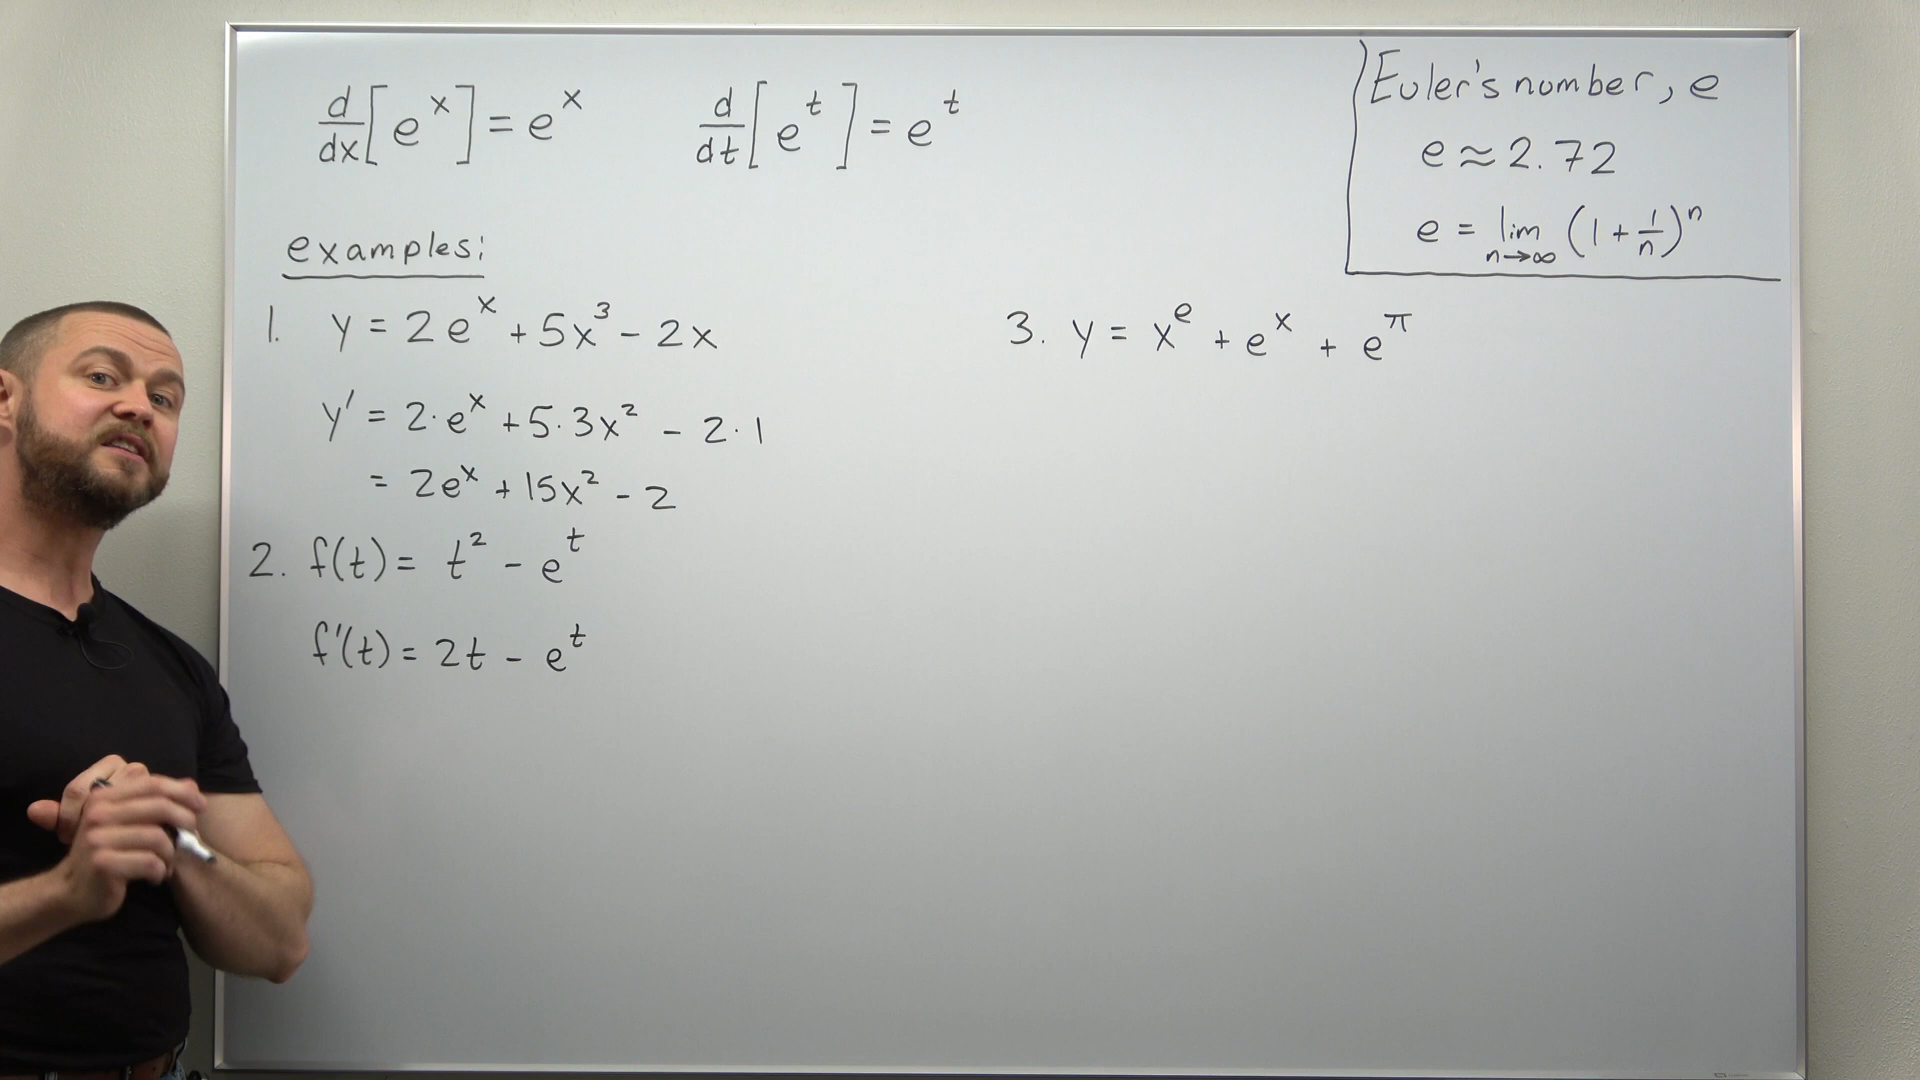 d/dx[e^x] = e^x
d/dt[e^t] = e^t
Euler's number, e
e ≈ 2.72
e = lim n→∞ (1 + 1/n)^n
examples:
1. y = 2e^x + 5x^3 - 2x
y' = 2·e^x + 5·3x^2 - 2·1
= 2e^x + 15x^2 - 2
2. f(t) = t^2 - e^t
f'(t) = 2t - e^t
3. y = x^e + e^x + e^π